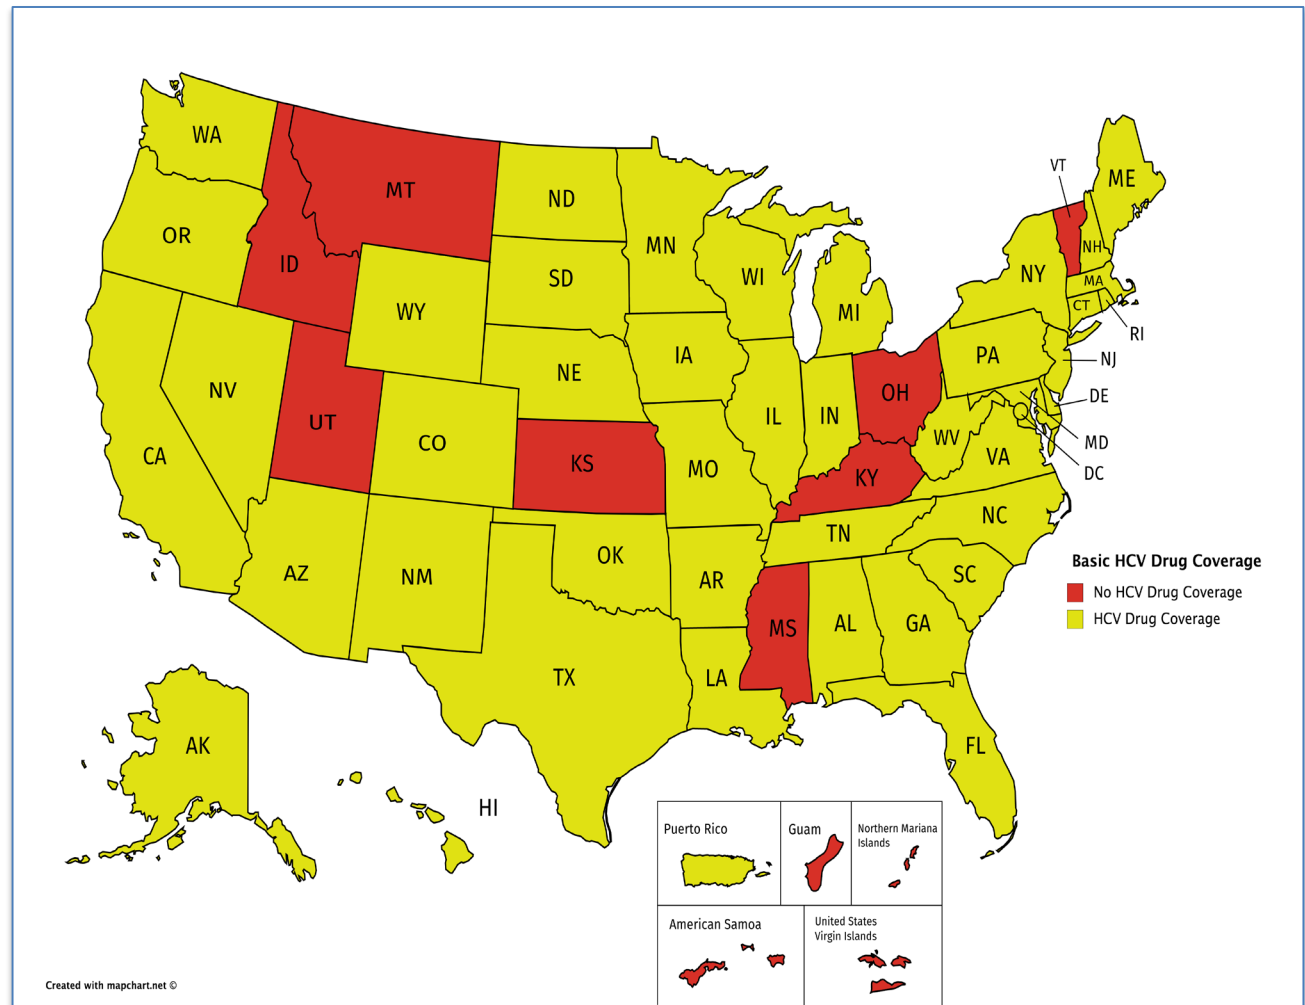 WA
MT
ND
MN
VT
ME
OR
ID
SD
WI
MI
NY
NH
MA
CT
RI
WY
NV
UT
CO
NE
IA
IL
IN
OH
PA
NJ
DE
MD
DC
CA
KS
MO
KY
WV
VA
AZ
NM
OK
AR
TN
NC
SC
Basic HCV Drug Coverage
No HCV Drug Coverage
HCV Drug Coverage
TX
LA
MS
AL
GA
FL
AK
HI
Puerto Rico
Guam
Northern Mariana
Islands
American Samoa
United States
Virgin Islands
Created with mapchart.net ©